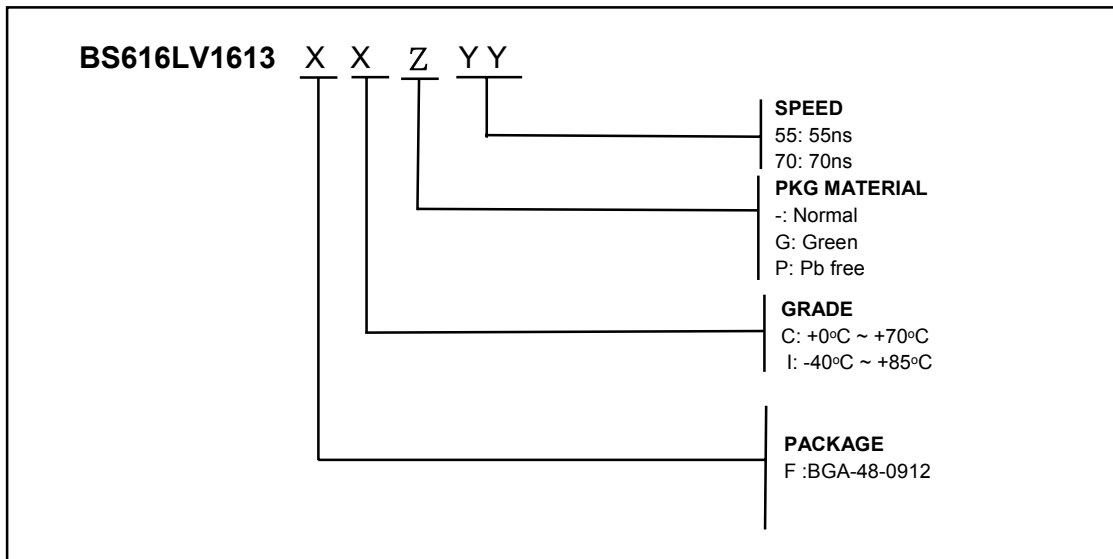 BS616LV1613 X X Z Y Y
SPEED
55: 55ns
70: 70ns
PKG MATERIAL
-: Normal
G: Green
P: Pb free
GRADE
C: +0oC ~ +70oC
I: -40oC ~ +85oC
PACKAGE
F :BGA-48-0912